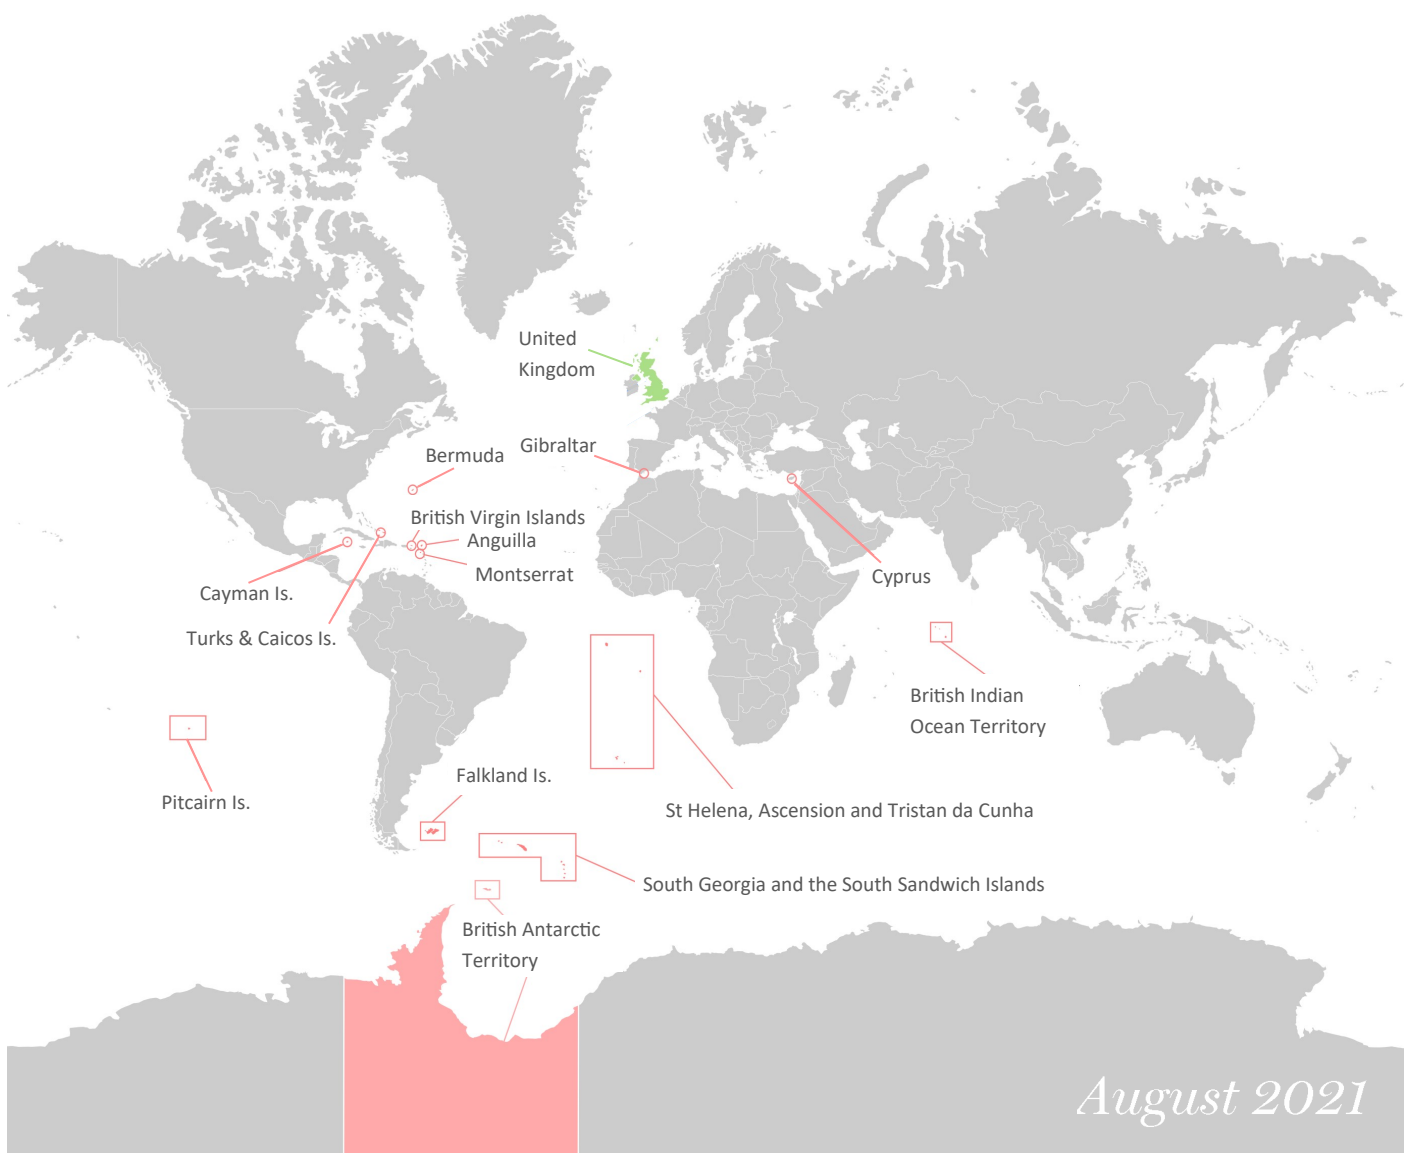 United
Kingdom
Gibraltar
Bermuda
British Virgin Islands
Anguilla
Montserrat
Cyprus
Cayman Is.
Turks & Caicos Is.
British Indian
Ocean Territory
Falkland Is.
Pitcairn Is.
St Helena, Ascension and Tristan da Cunha
South Georgia and the South Sandwich Islands
British Antarctic
Territory
August 2021